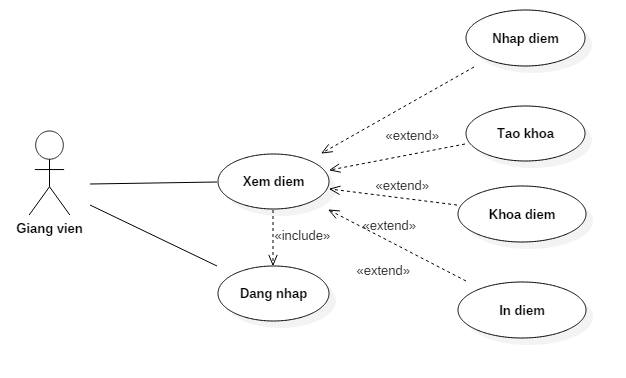 Nhap diem
«extend»
Tao khoa
Xem diem
«extend»
Khoa diem
Giang vien
«extend»
«include»
«extend»
Dang nhap
In diem